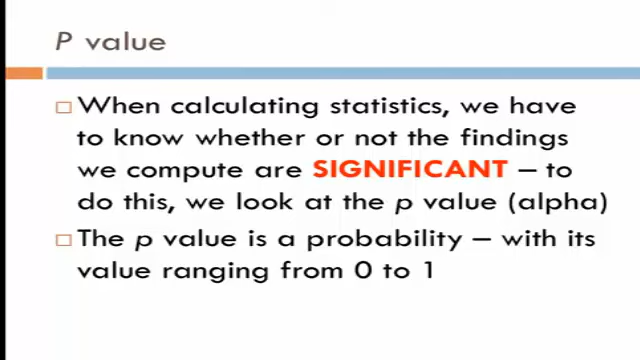 P value
When calculating statistics, we have
to know whether or not the findings
we compute are SIGNIFICANT – to
do this, we look at the p value (alpha)
The p value is a probability – with its
value ranging from 0 to 1